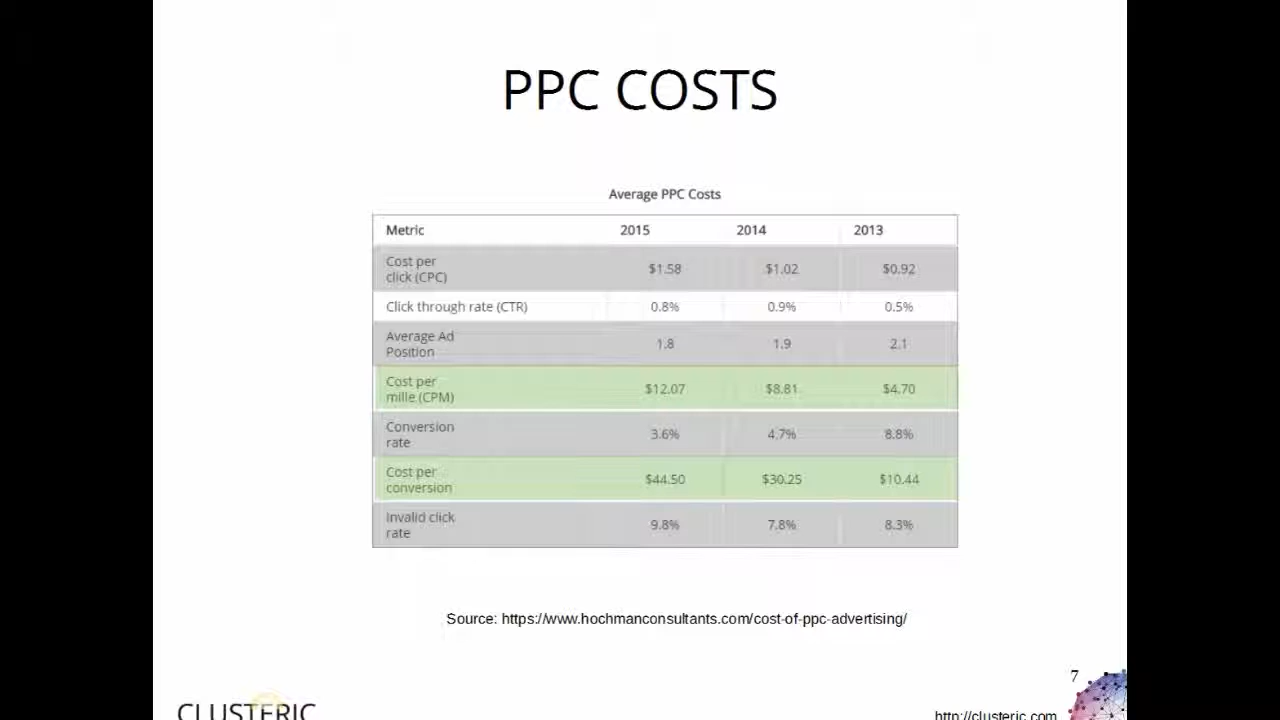 PPC COSTS
Average PPC Costs
Metric 2015 2014 2013
Cost per
click (CPC) $1.58 $1.02 $0.92
Click through rate (CTR) 0.8% 0.9% 0.5%
Average Ad
Position 1.8 1.9 2.1
Cost per
mille (CPM) $12.07 $8.81 $4.70
Conversion
rate 3.6% 4.7% 8.8%
Cost per
conversion $44.50 $30.25 $10.44
Invalid click
rate 9.8% 7.8% 8.3%
Source: https://www.hochmanconsultants.com/cost-of-ppc-advertising/
7
CLUSTERIC
http://clusteric.com